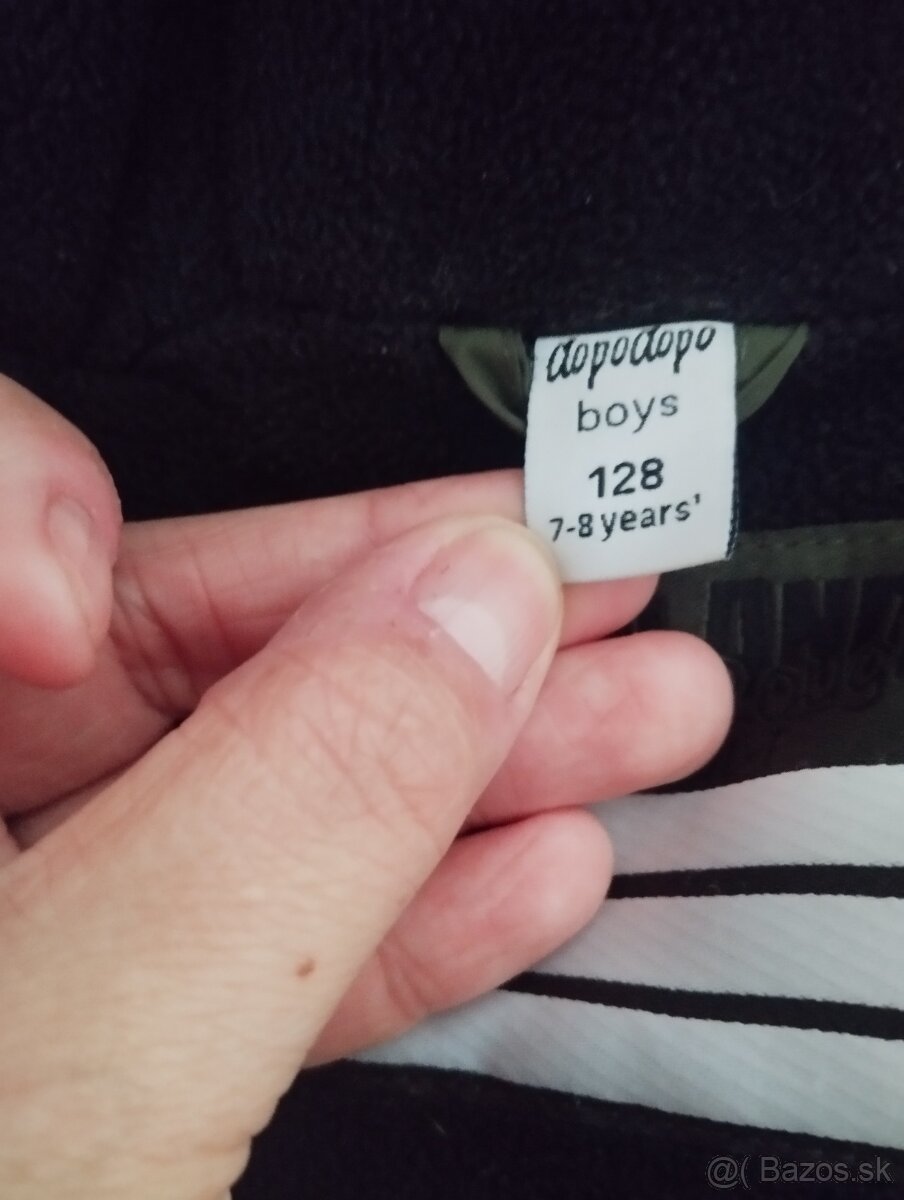 dopodopo
boys
128
7-8 years'
@( Bazos.sk